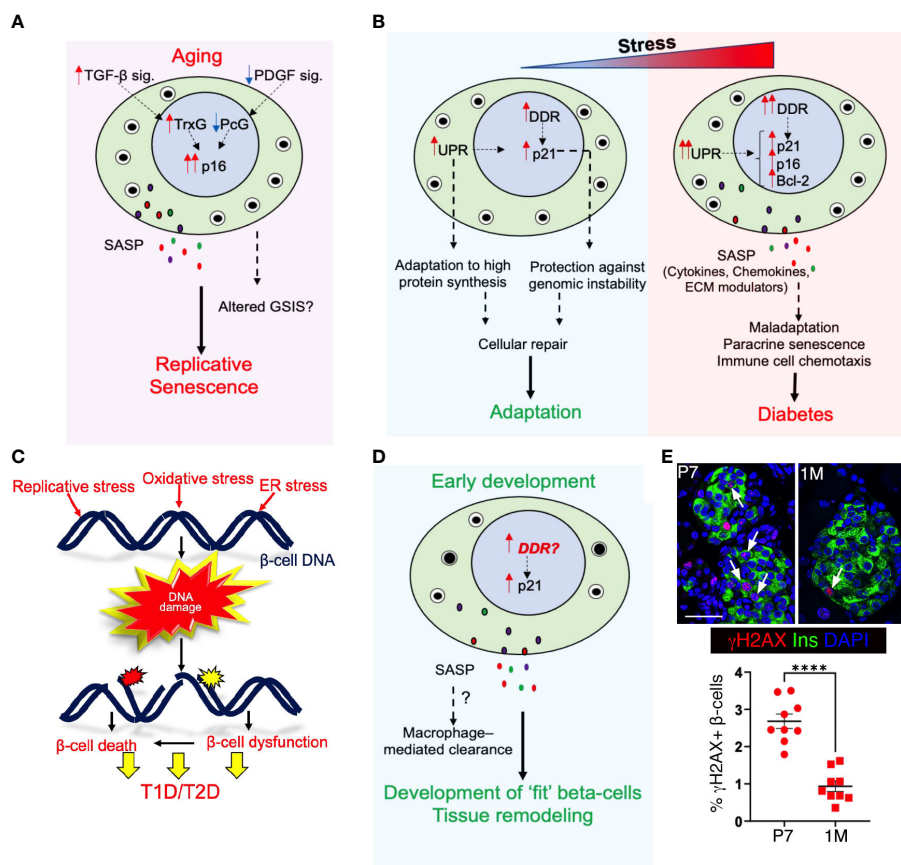 A
Aging
TGF-β sig.
PDGF sig.
TrxG
PcG
p16
SASP
Altered GSIS?
Replicative
Senescence
B
Stress
DDR
UPR
p21
Adaptation to high
protein synthesis
Protection against
genomic instability
Cellular repair
Adaptation
DDR
UPR
p21
p16
Bcl-2
SASP
(Cytokines, Chemokines,
ECM modulators)
Maladaptation
Paracrine senescence
Immune cell chemotaxis
Diabetes
C
Replicative stress
Oxidative stress
ER stress
β-cell DNA
DNA
damage
β-cell death
β-cell dysfunction
T1D/T2D
D
Early development
DDR?
p21
SASP
?
Macrophage–
mediated clearance
Development of ‘fit’ beta-cells
Tissue remodeling
E
P7
1M
γH2AX Ins DAPI
% γH2AX+ β-cells
****
4
3
2
1
0
P7
1M